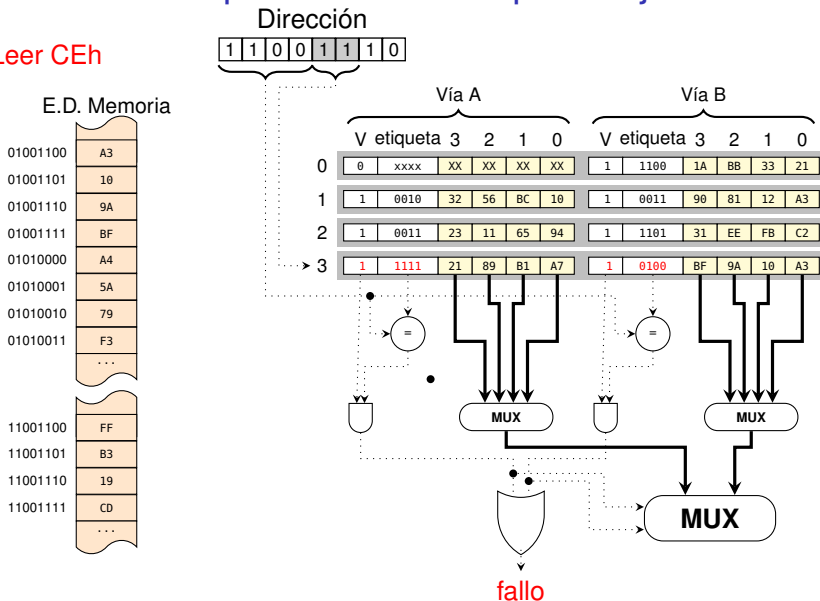 Dirección
Leer CEh
1 1 0 0 1 1 1 0
E.D. Memoria
01001100 A3
01001101 10
01001110 9A
01001111 BF
01010000 A4
01010001 5A
01010010 79
01010011 F3
...
11001100 FF
11001101 B3
11001110 19
11001111 CD
...
Vía A Vía B
V etiqueta 3 2 1 0 V etiqueta 3 2 1 0
0 0 xxxx XX XX XX XX 1 1100 1A BB 33 21
1 1 0010 32 56 BC 10 1 0011 90 81 12 A3
2 1 0011 23 11 65 94 1 1101 31 EE FB C2
3 1 1111 21 89 B1 A7 1 0100 BF 9A 10 A3
= =
MUX MUX
MUX
fallo